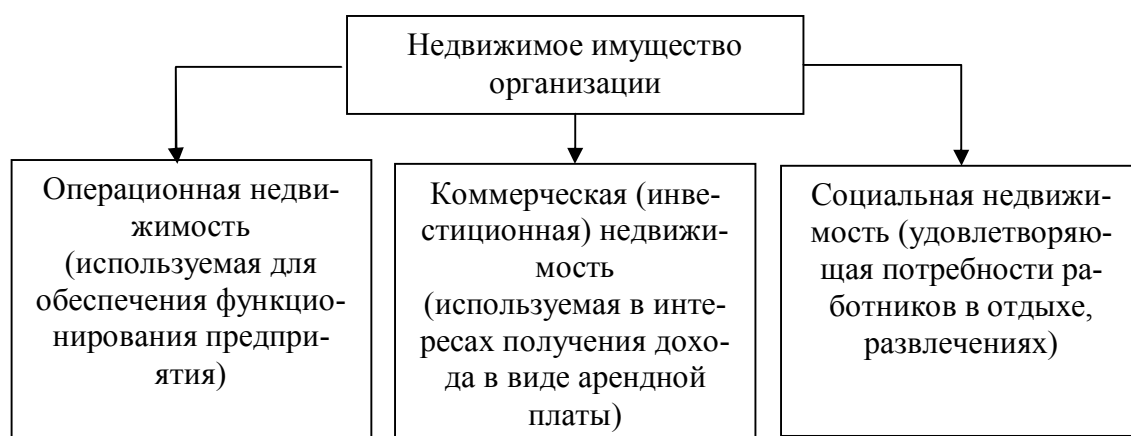 Недвижимое имущество
организации
Операционная недви-
жимость
(используемая для
обеспечения функцио-
нирования предпри-
ятия)
Коммерческая (инве-
стиционная) недвижи-
мость
(используемая в инте-
ресах получения дохо-
да в виде арендной
платы)
Социальная недвижи-
мость (удовлетворяю-
щая потребности ра-
ботников в отдыхе,
развлечениях)